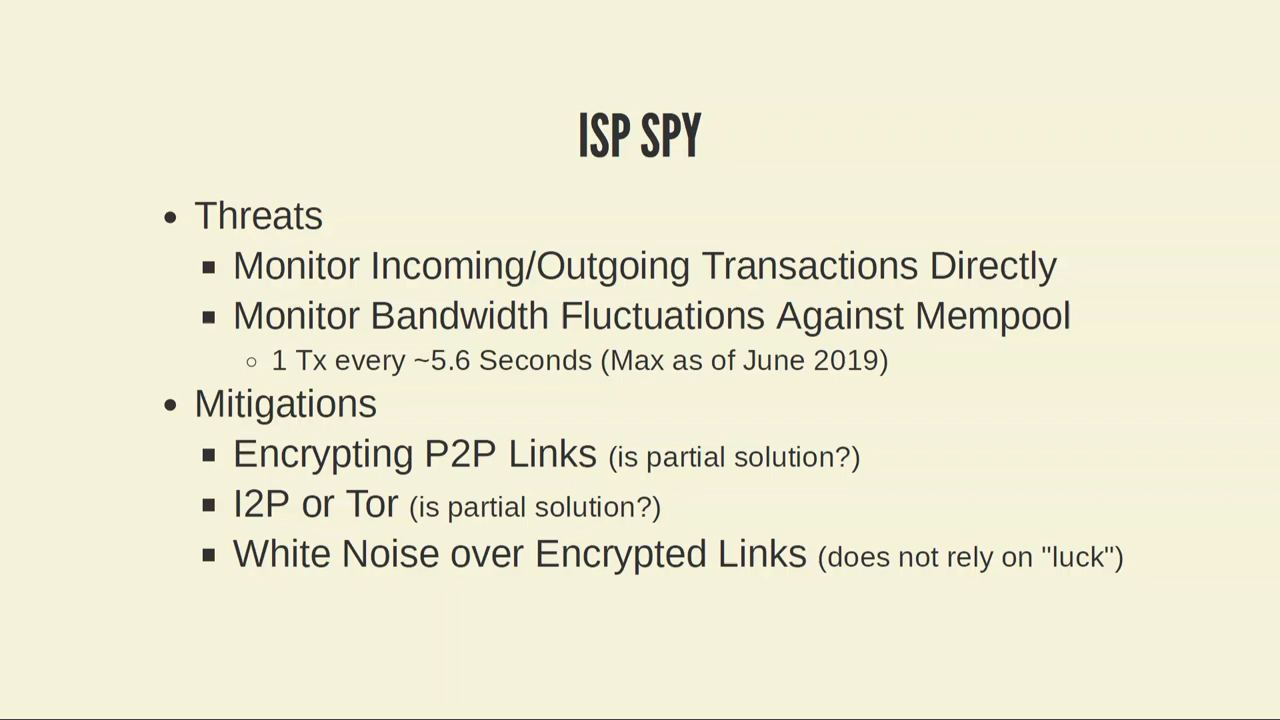 ISP SPY
Threats
Monitor Incoming/Outgoing Transactions Directly
Monitor Bandwidth Fluctuations Against Mempool
1 Tx every ~5.6 Seconds (Max as of June 2019)
Mitigations
Encrypting P2P Links (is partial solution?)
I2P or Tor (is partial solution?)
White Noise over Encrypted Links (does not rely on "luck")